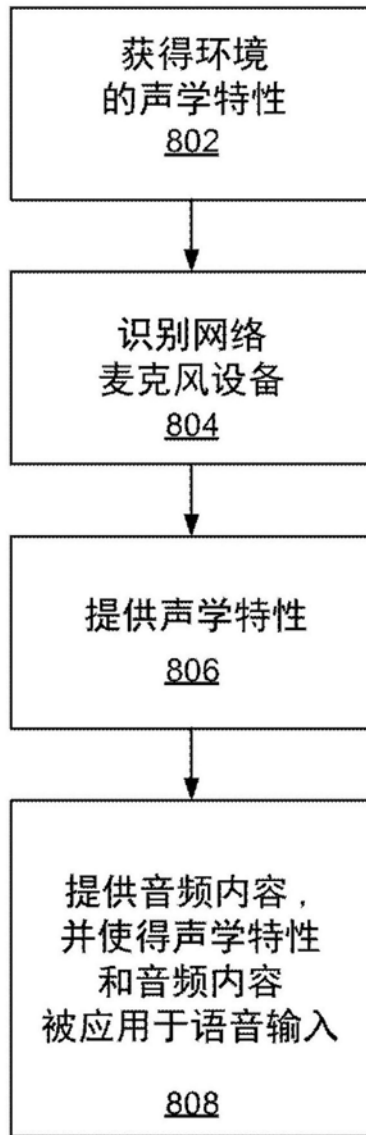 获得环境
的声学特性
802
识别网络
麦克风设备
804
提供声学特性
806
提供音频内容，
并使得声学特性
和音频内容
被应用于语音输入
808